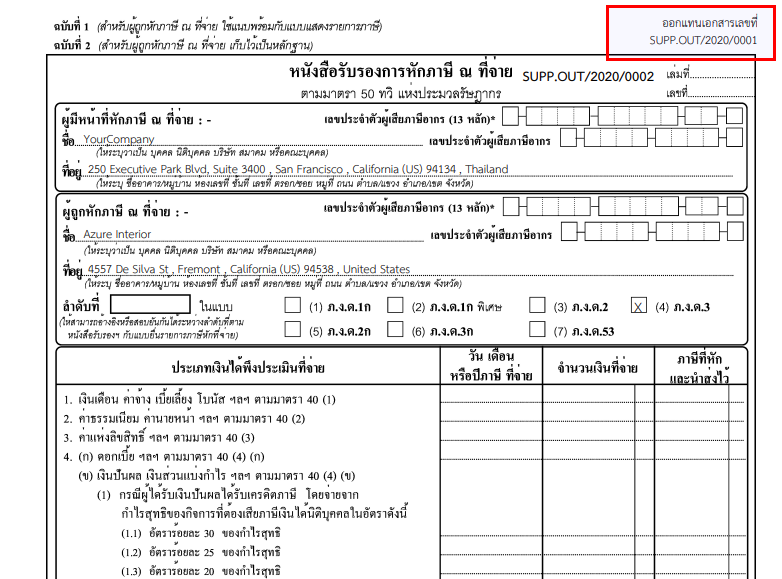 ออกแทนเอกสารเลขที่
SUPP.OUT/2020/0001
ฉบับที่ 1 (สำหรับผู้ถูกหักภาษี ณ ที่จ่าย ใช้แนบพร้อมกับแบบแสดงรายการภาษี)
ฉบับที่ 2 (สำหรับผู้ถูกหักภาษี ณ ที่จ่าย เก็บไว้เป็นหลักฐาน)
หนังสือรับรองการหักภาษี ณ ที่จ่าย SUPP.OUT/2020/0002 เล่มที่
ตามมาตรา 50 ทวิ แห่งประมวลรัษฎากร เลขที่
ผู้มีหน้าที่หักภาษี ณ ที่จ่าย : - เลขประจำตัวผู้เสียภาษีอากร (13 หลัก)*
ชื่อ YourCompany เลขประจำตัวผู้เสียภาษีอากร
(ให้ระบุว่าเป็น บุคคล นิติบุคคล บริษัท สมาคม หรือคณะบุคคล)
ที่อยู่ 250 Executive Park Blvd, Suite 3400 , San Francisco , California (US) 94134 , Thailand
(ให้ระบุ ชื่ออาคาร/หมู่บ้าน ห้องเลขที่ ชั้นที่ เลขที่ ตรอก/ซอย หมู่ที่ ถนน ตำบล/แขวง อำเภอ/เขต จังหวัด)
ผู้ถูกหักภาษี ณ ที่จ่าย : - เลขประจำตัวผู้เสียภาษีอากร (13 หลัก)*
ชื่อ Azure Interior เลขประจำตัวผู้เสียภาษีอากร
(ให้ระบุว่าเป็น บุคคล นิติบุคคล บริษัท สมาคม หรือคณะบุคคล)
ที่อยู่ 4557 De Silva St , Fremont , California (US) 94538 , United States
(ให้ระบุ ชื่ออาคาร/หมู่บ้าน ห้องเลขที่ ชั้นที่ เลขที่ ตรอก/ซอย หมู่ที่ ถนน ตำบล/แขวง อำเภอ/เขต จังหวัด)
ลำดับที่ ในแบบ (1) ภ.ง.ด.1ก (2) ภ.ง.ด.1ก พิเศษ (3) ภ.ง.ด.2 X (4) ภ.ง.ด.3
(ให้สามารถอ้างอิงหรือสอบยันกันได้ระหว่างลำดับที่ตาม
หนังสือรับรองฯ กับแบบยื่นรายการภาษีหักที่จ่าย) (5) ภ.ง.ด.2ก (6) ภ.ง.ด.3ก (7) ภ.ง.ด.53
ประเภทเงินได้พึงประเมินที่จ่าย
วัน เดือน
หรือปีภาษี ที่จ่าย
จำนวนเงินที่จ่าย
ภาษีที่หัก
และนำส่งไว้
1. เงินเดือน ค่าจ้าง เบี้ยเลี้ยง โบนัส ฯลฯ ตามมาตรา 40 (1)
2. ค่าธรรมเนียม ค่านายหน้า ฯลฯ ตามมาตรา 40 (2)
3. ค่าแห่งลิขสิทธิ์ ฯลฯ ตามมาตรา 40 (3)
4. (ก) ดอกเบี้ย ฯลฯ ตามมาตรา 40 (4) (ก)
(ข) เงินปันผล เงินส่วนแบ่งกำไร ฯลฯ ตามมาตรา 40 (4) (ข)
(1) กรณีผู้ได้รับเงินปันผลได้รับเครดิตภาษี โดยจ่ายจาก
กำไรสุทธิของกิจการที่ต้องเสียภาษีเงินได้นิติบุคคลในอัตราดังนี้
(1.1) อัตราร้อยละ 30 ของกำไรสุทธิ
(1.2) อัตราร้อยละ 25 ของกำไรสุทธิ
(1.3) อัตราร้อยละ 20 ของกำไรสุทธิ